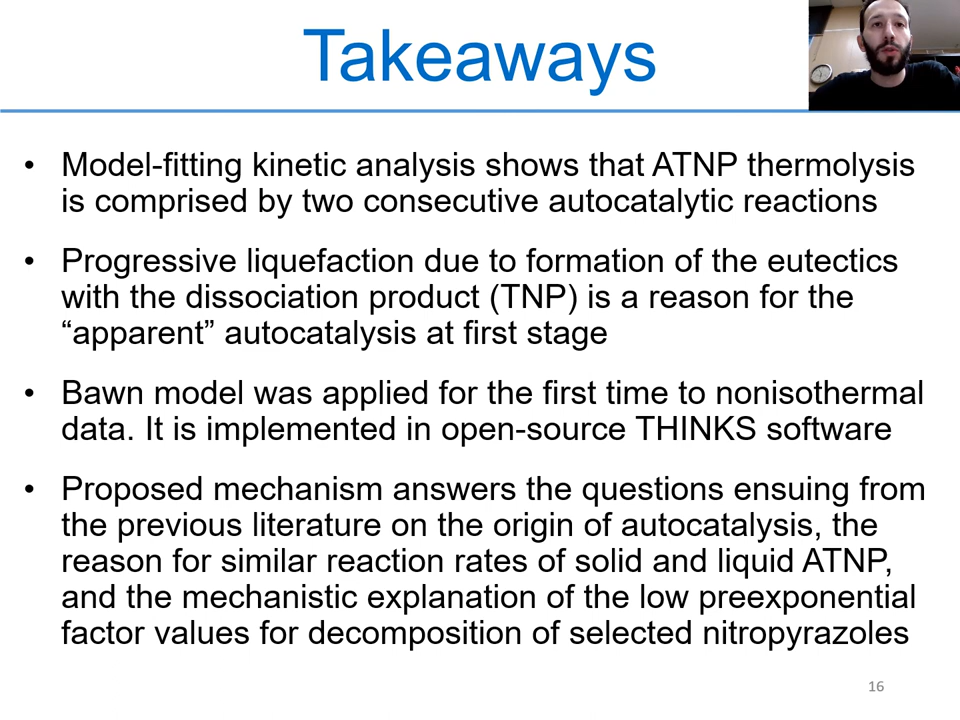 Takeaways
• Model-fitting kinetic analysis shows that ATNP thermolysis
is comprised by two consecutive autocatalytic reactions
• Progressive liquefaction due to formation of the eutectics
with the dissociation product (TNP) is a reason for the
“apparent” autocatalysis at first stage
• Bawn model was applied for the first time to nonisothermal
data. It is implemented in open-source THINKS software
• Proposed mechanism answers the questions ensuing from
the previous literature on the origin of autocatalysis, the
reason for similar reaction rates of solid and liquid ATNP,
and the mechanistic explanation of the low preexponential
factor values for decomposition of selected nitropyrazoles
16